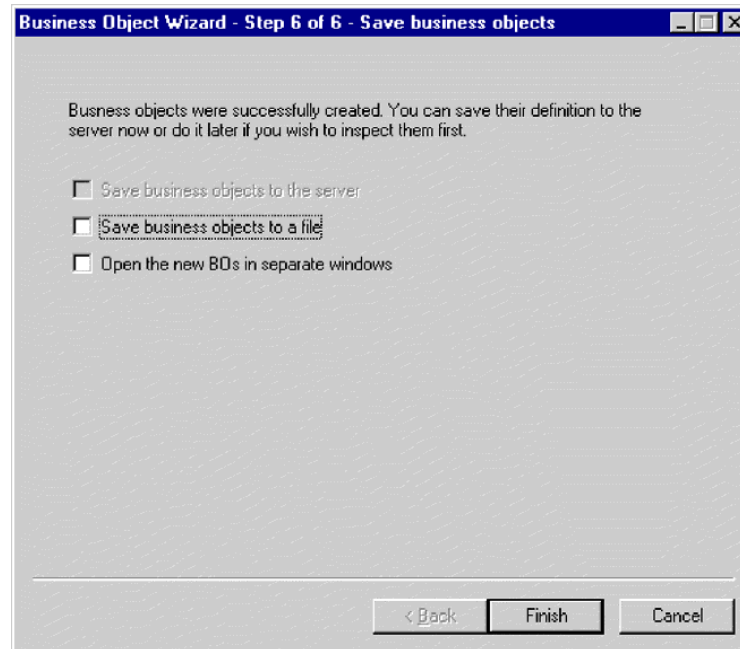 Business Object Wizard - Step 6 of 6 - Save business objects
Busness objects were successfully created. You can save their definition to the
server now or do it later if you wish to inspect them first.
Save business objects to the server
Save business objects to a file
Open the new BOs in separate windows
< Back
Finish
Cancel